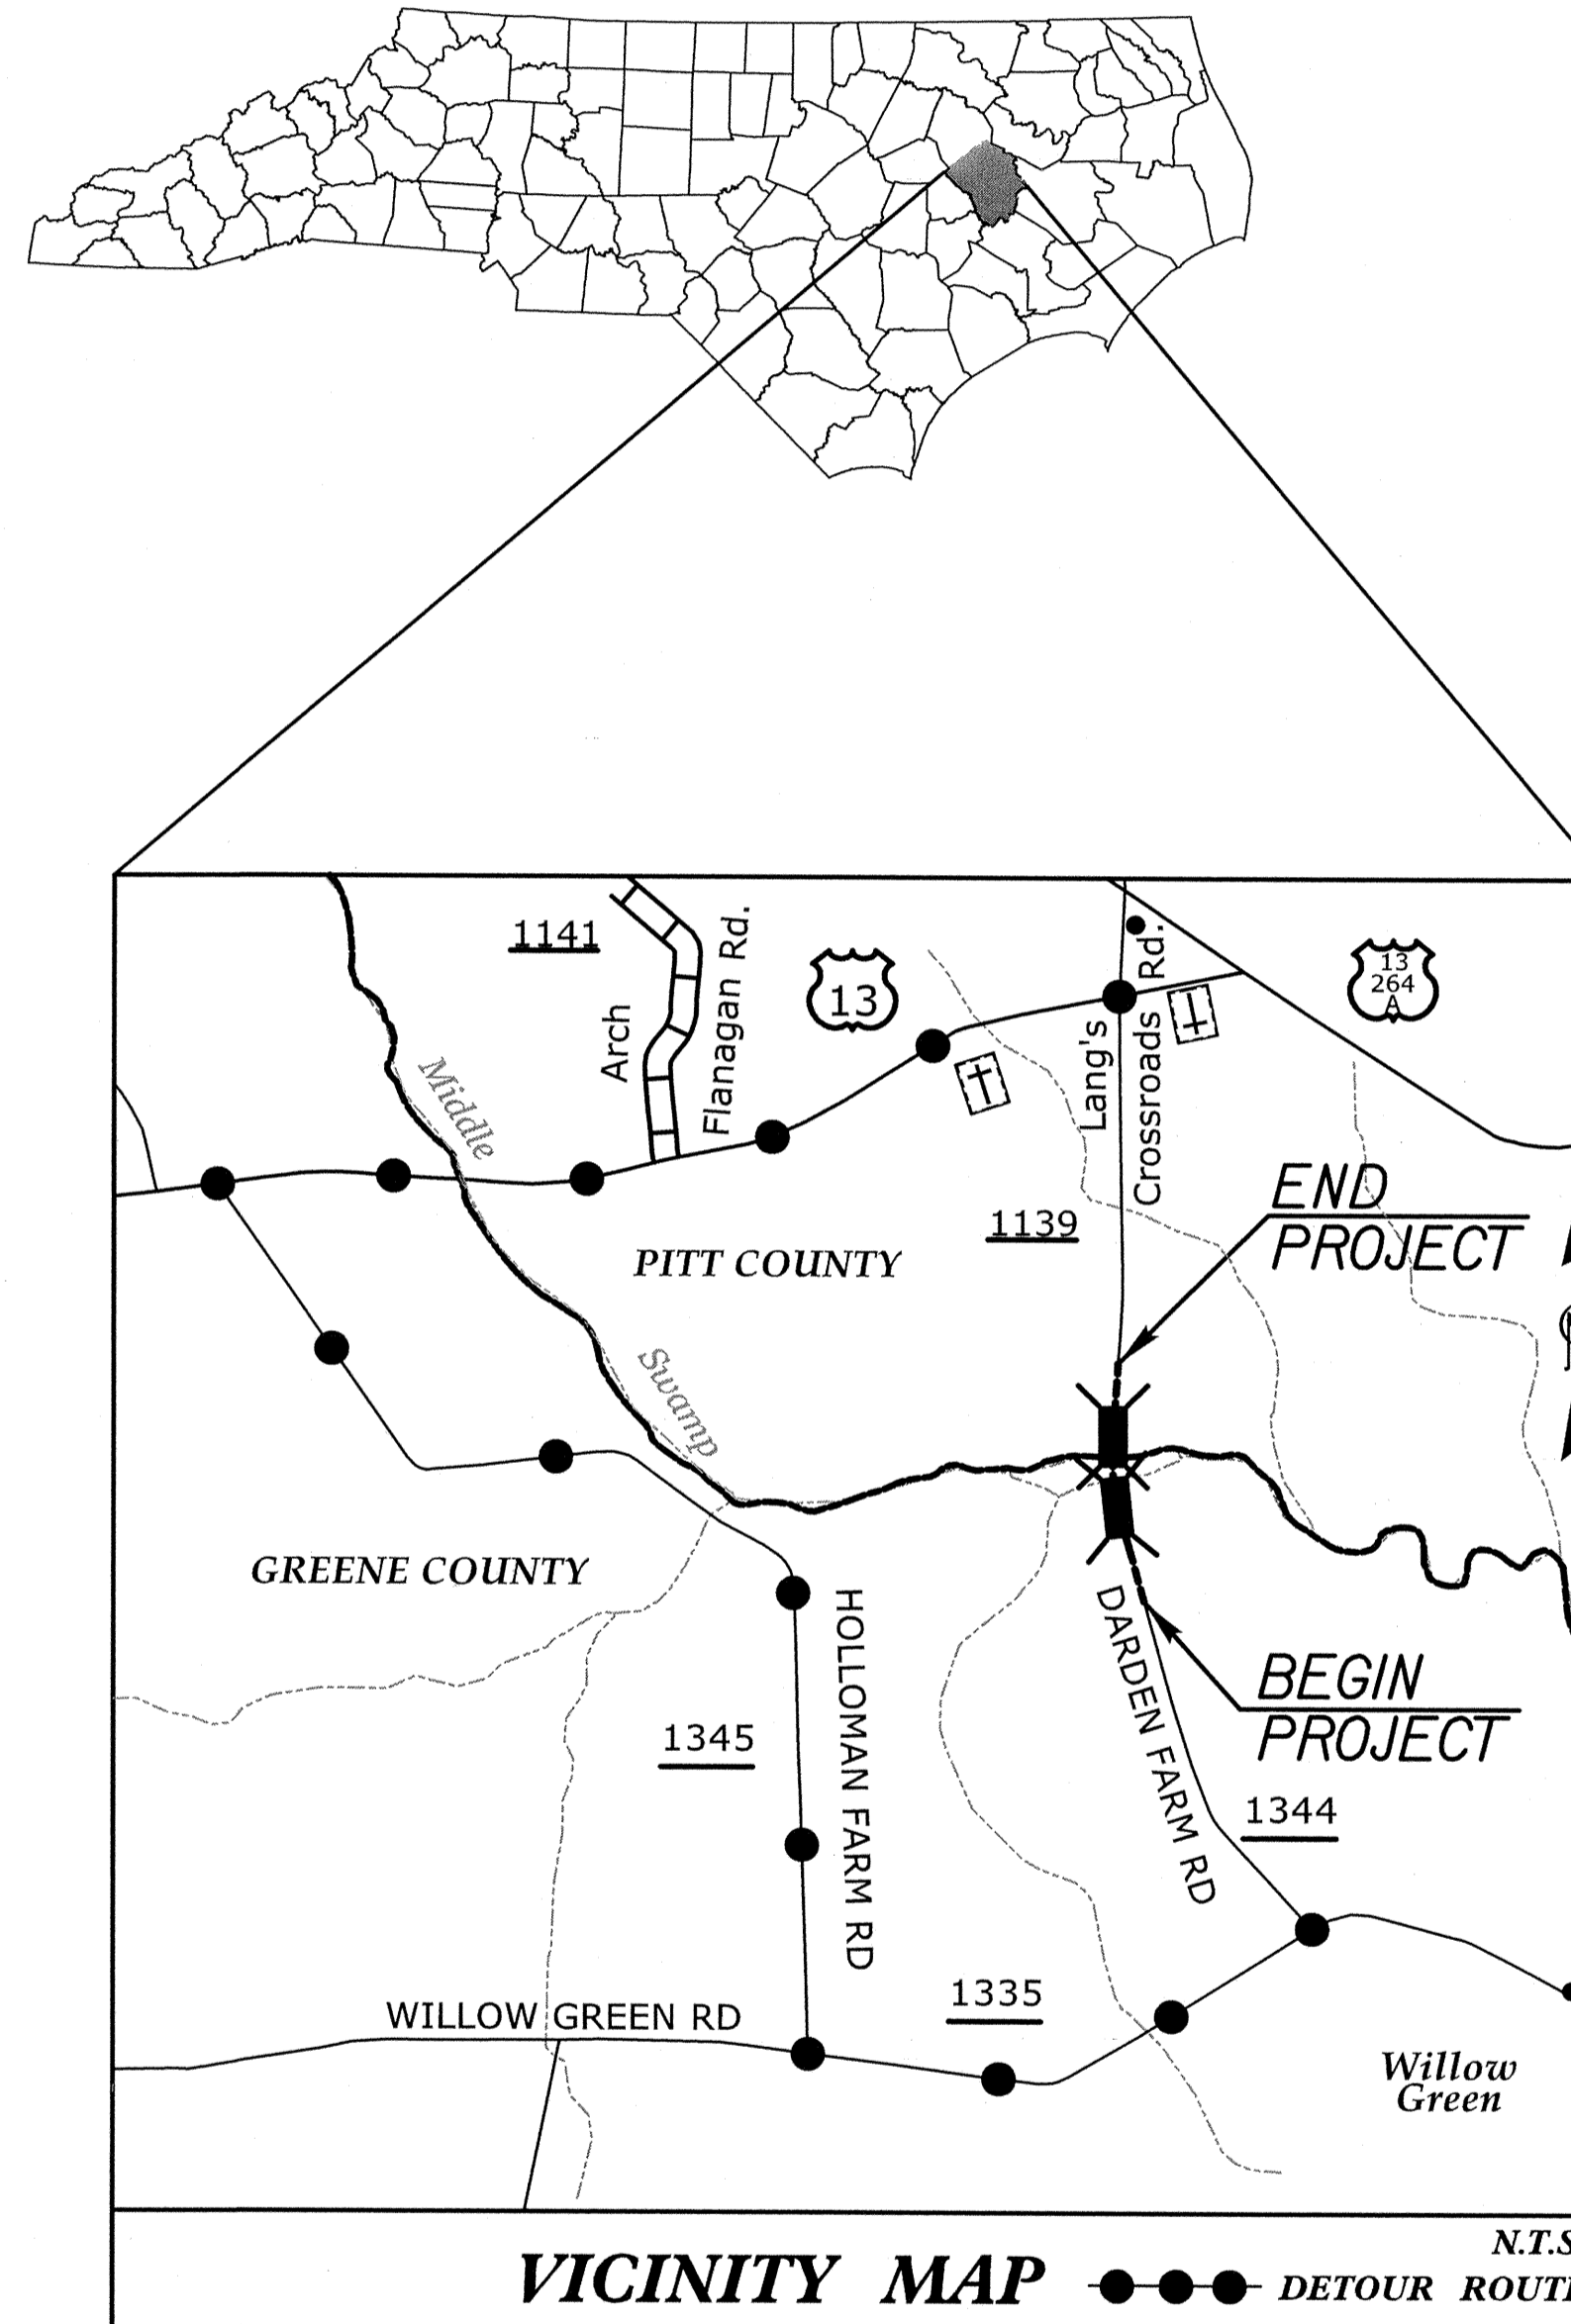 1141
Arch
Flanagan Rd.
13
Lang's
Crossroads Rd.
13
264
A
Middle
Swamp
1139
PITT COUNTY
END
PROJECT
GREENE COUNTY
HOLLOMAN FARM RD
1345
DARDEN FARM RD
BEGIN
PROJECT
1344
WILLOW GREEN RD
1335
Willow
Green
N.T.S
VICINITY MAP
DETOUR ROUT